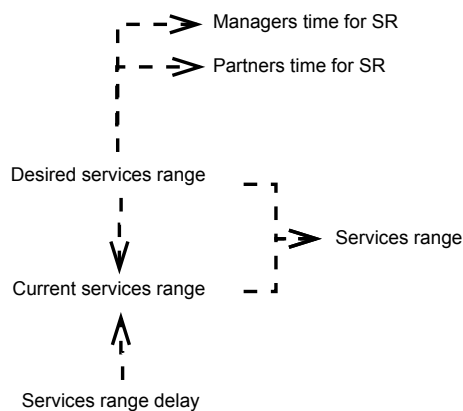 Managers time for SR
Partners time for SR
Desired services range
Services range
Current services range
Services range delay